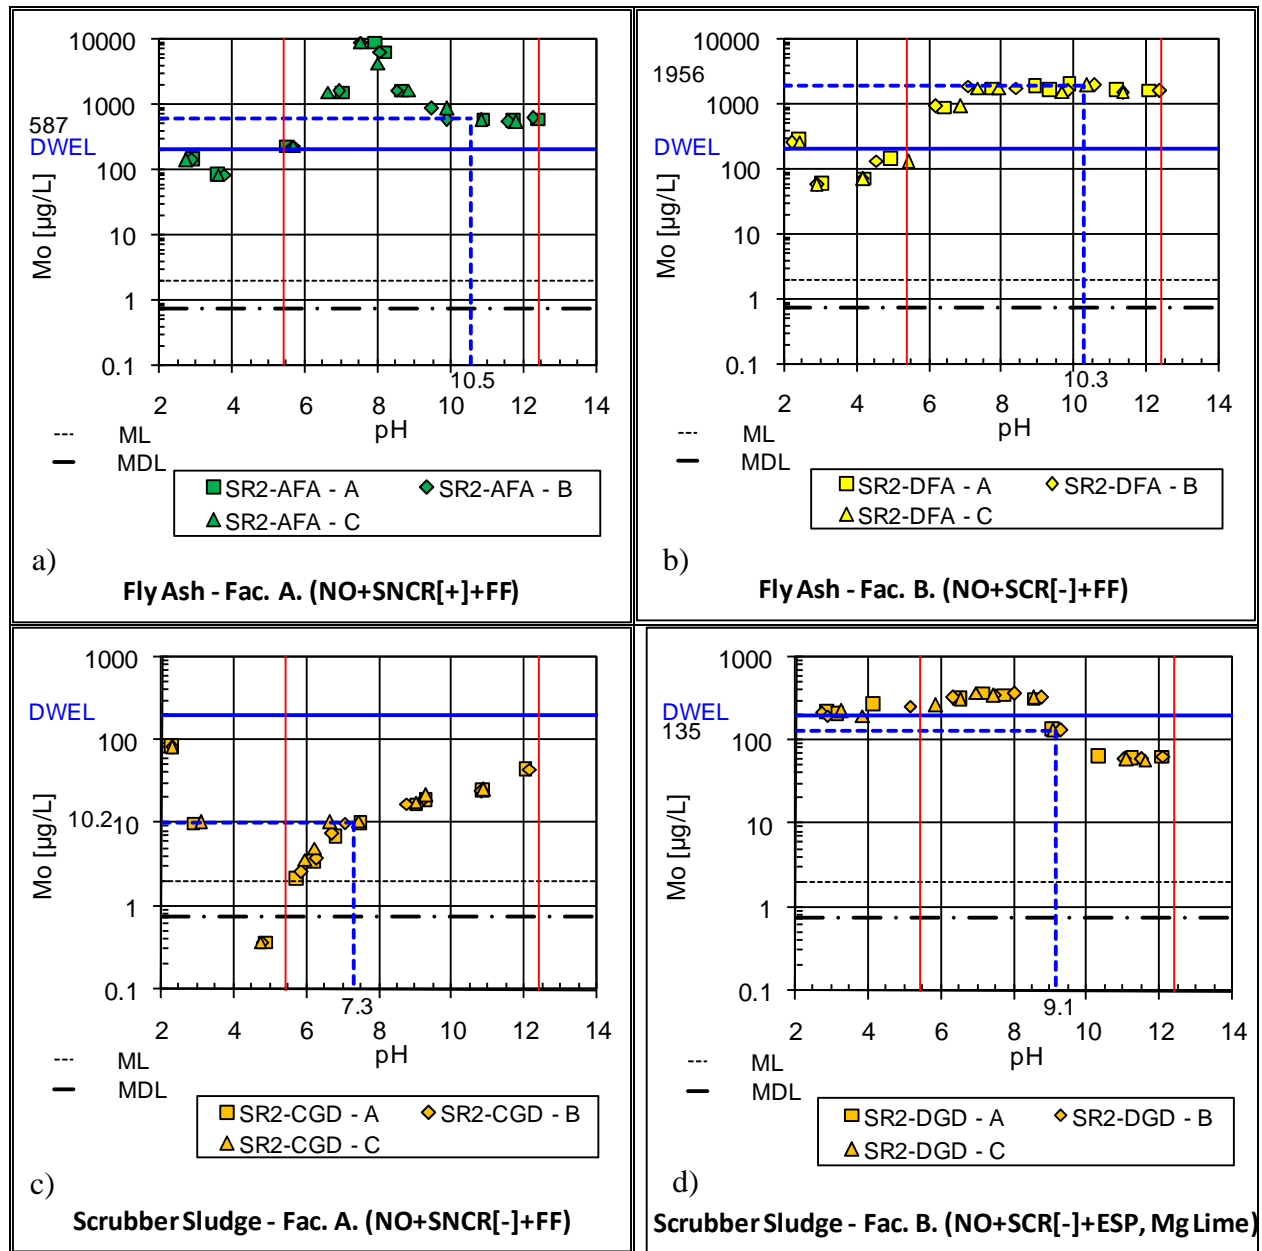 10000
1000
587
DWEL
100
10
1
0.1
Mo [µg/L]
10.5
2 4 6 8 10 12 14
pH
ML
MDL
SR2-AFA - A SR2-AFA - B
SR2-AFA - C
a)
Fly Ash - Fac. A. (NO+SNCR[+]+FF)
10000
1956
1000
DWEL
100
10
1
0.1
Mo [µg/L]
10.3
2 4 6 8 10 12 14
pH
ML
MDL
SR2-DFA - A SR2-DFA - B
SR2-DFA - C
b)
Fly Ash - Fac. B. (NO+SCR[-]+FF)
1000
DWEL
100
10.2
10
1
0.1
Mo [µg/L]
7.3
2 4 6 8 10 12 14
pH
ML
MDL
SR2-CGD - A SR2-CGD - B
SR2-CGD - C
c)
Scrubber Sludge - Fac. A. (NO+SNCR[-]+FF)
1000
DWEL
135
100
10
1
0.1
Mo [µg/L]
9.1
2 4 6 8 10 12 14
pH
ML
MDL
SR2-DGD - A SR2-DGD - B
SR2-DGD - C
d)
Scrubber Sludge - Fac. B. (NO+SCR[-]+ESP, Mg Lime)